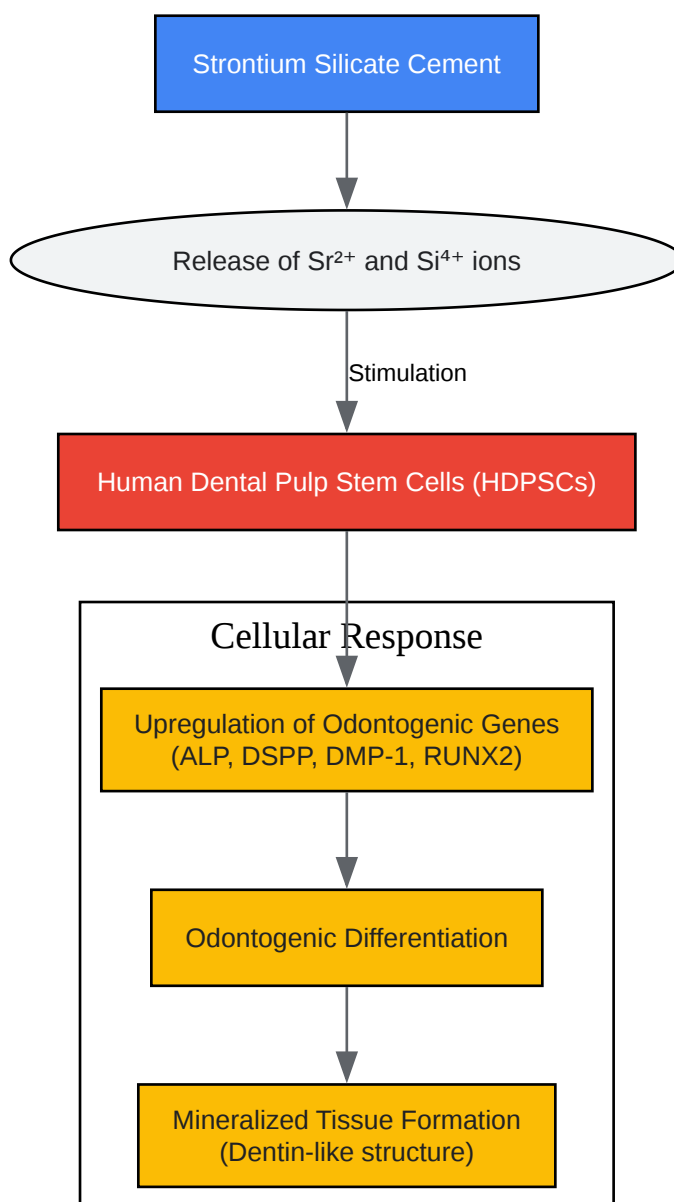 Strontium Silicate Cement
Release of Sr²⁺ and Si⁴⁺ ions
Stimulation
Human Dental Pulp Stem Cells (HDPSCs)
Cellular Response
Upregulation of Odontogenic Genes
(ALP, DSPP, DMP-1, RUNX2)
Odontogenic Differentiation
Mineralized Tissue Formation
(Dentin-like structure)